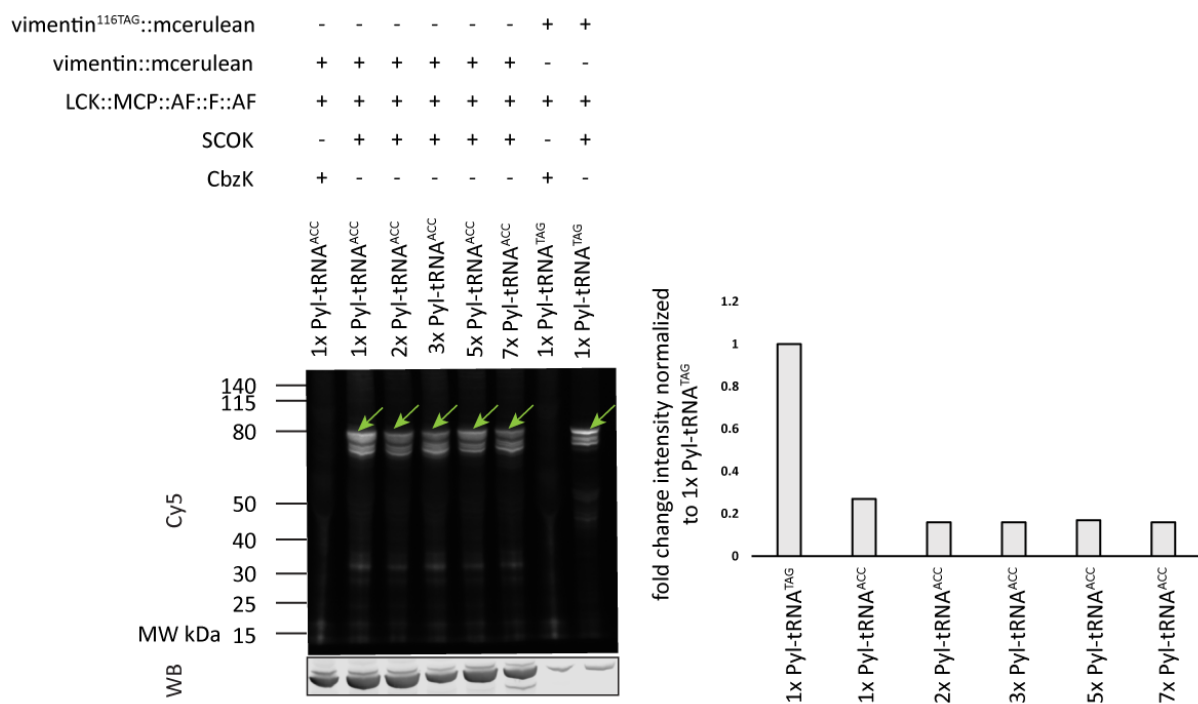 vimentin116TAG::mcerulean - - - - - - + +
vimentin::mcerulean + + + + + + - -
LCK::MCP::AF::F::AF + + + + + + + +
SCOK - + + + + + - +
CbzK + - - - - - + -
1x Pyl-tRNAACC
1x Pyl-tRNAACC
2x Pyl-tRNAACC
3x Pyl-tRNAACC
5x Pyl-tRNAACC
7x Pyl-tRNAACC
1x Pyl-tRNATAG
1x Pyl-tRNATAG
Cy5
140
115
80
50
40
30
25
MW kDa 15
WB
fold change intensity normalized
to 1x Pyl-tRNATAG
1.2
1
0.8
0.6
0.4
0.2
0
1x Pyl-tRNATAG
1x Pyl-tRNAACC
2x Pyl-tRNAACC
3x Pyl-tRNAACC
5x Pyl-tRNAACC
7x Pyl-tRNAACC